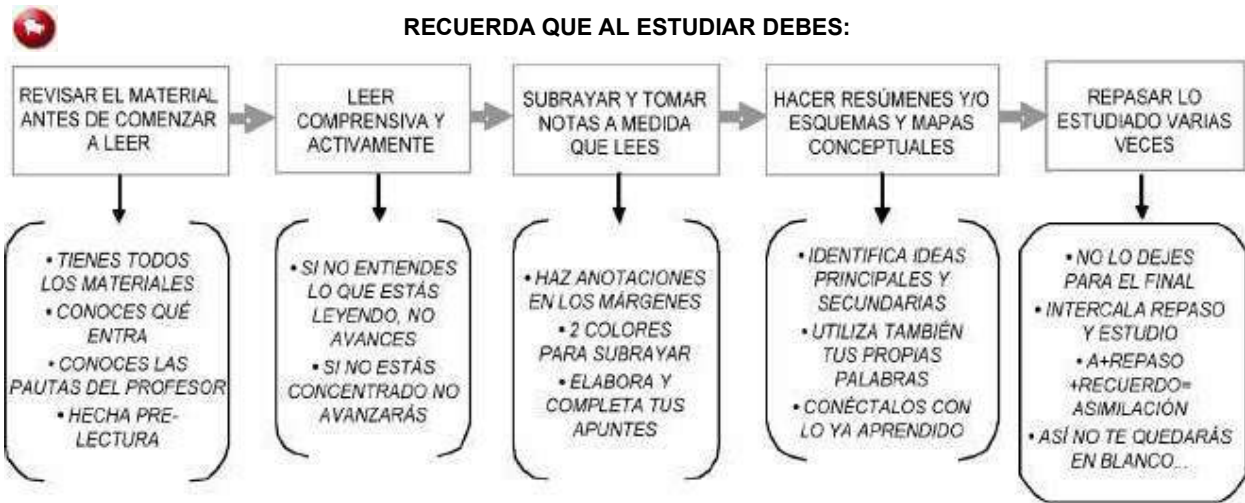 RECUERDA QUE AL ESTUDIAR DEBES:
REVISAR EL MATERIAL
ANTES DE COMENZAR
A LEER
LEER
COMPRENSIVA Y
ACTIVAMENTE
SUBRAYAR Y TOMAR
NOTAS A MEDIDA
QUE LEES
HACER RESÚMENES Y/O
ESQUEMAS Y MAPAS
CONCEPTUALES
REPASAR LO
ESTUDIADO VARIAS
VECES
• TIENES TODOS
LOS MATERIALES
• CONOCES QUÉ
ENTRA
• CONOCES LAS
PAUTAS DEL PROFESOR
• HECHA PRE-
LECTURA
• SI NO ENTIENDES
LO QUE ESTÁS
LEYENDO, NO
AVANCES
• SI NO ESTÁS
CONCENTRADO NO
AVANZARÁS
• HAZ ANOTACIONES
EN LOS MÁRGENES
• 2 COLORES
PARA SUBRAYAR
• ELABORA Y
COMPLETA TUS
APUNTES
• IDENTIFICA IDEAS
PRINCIPALES Y
SECUNDARIAS
• UTILIZA TAMBIÉN
TUS PROPIAS
PALABRAS
• CONÉCTALOS CON
LO YA APRENDIDO
• NO LO DEJES
PARA EL FINAL
• INTERCALA REPASO
Y ESTUDIO
• A+REPASO
+RECUERDO=
ASIMILACIÓN
• ASÍ NO TE QUEDARÁS
EN BLANCO...